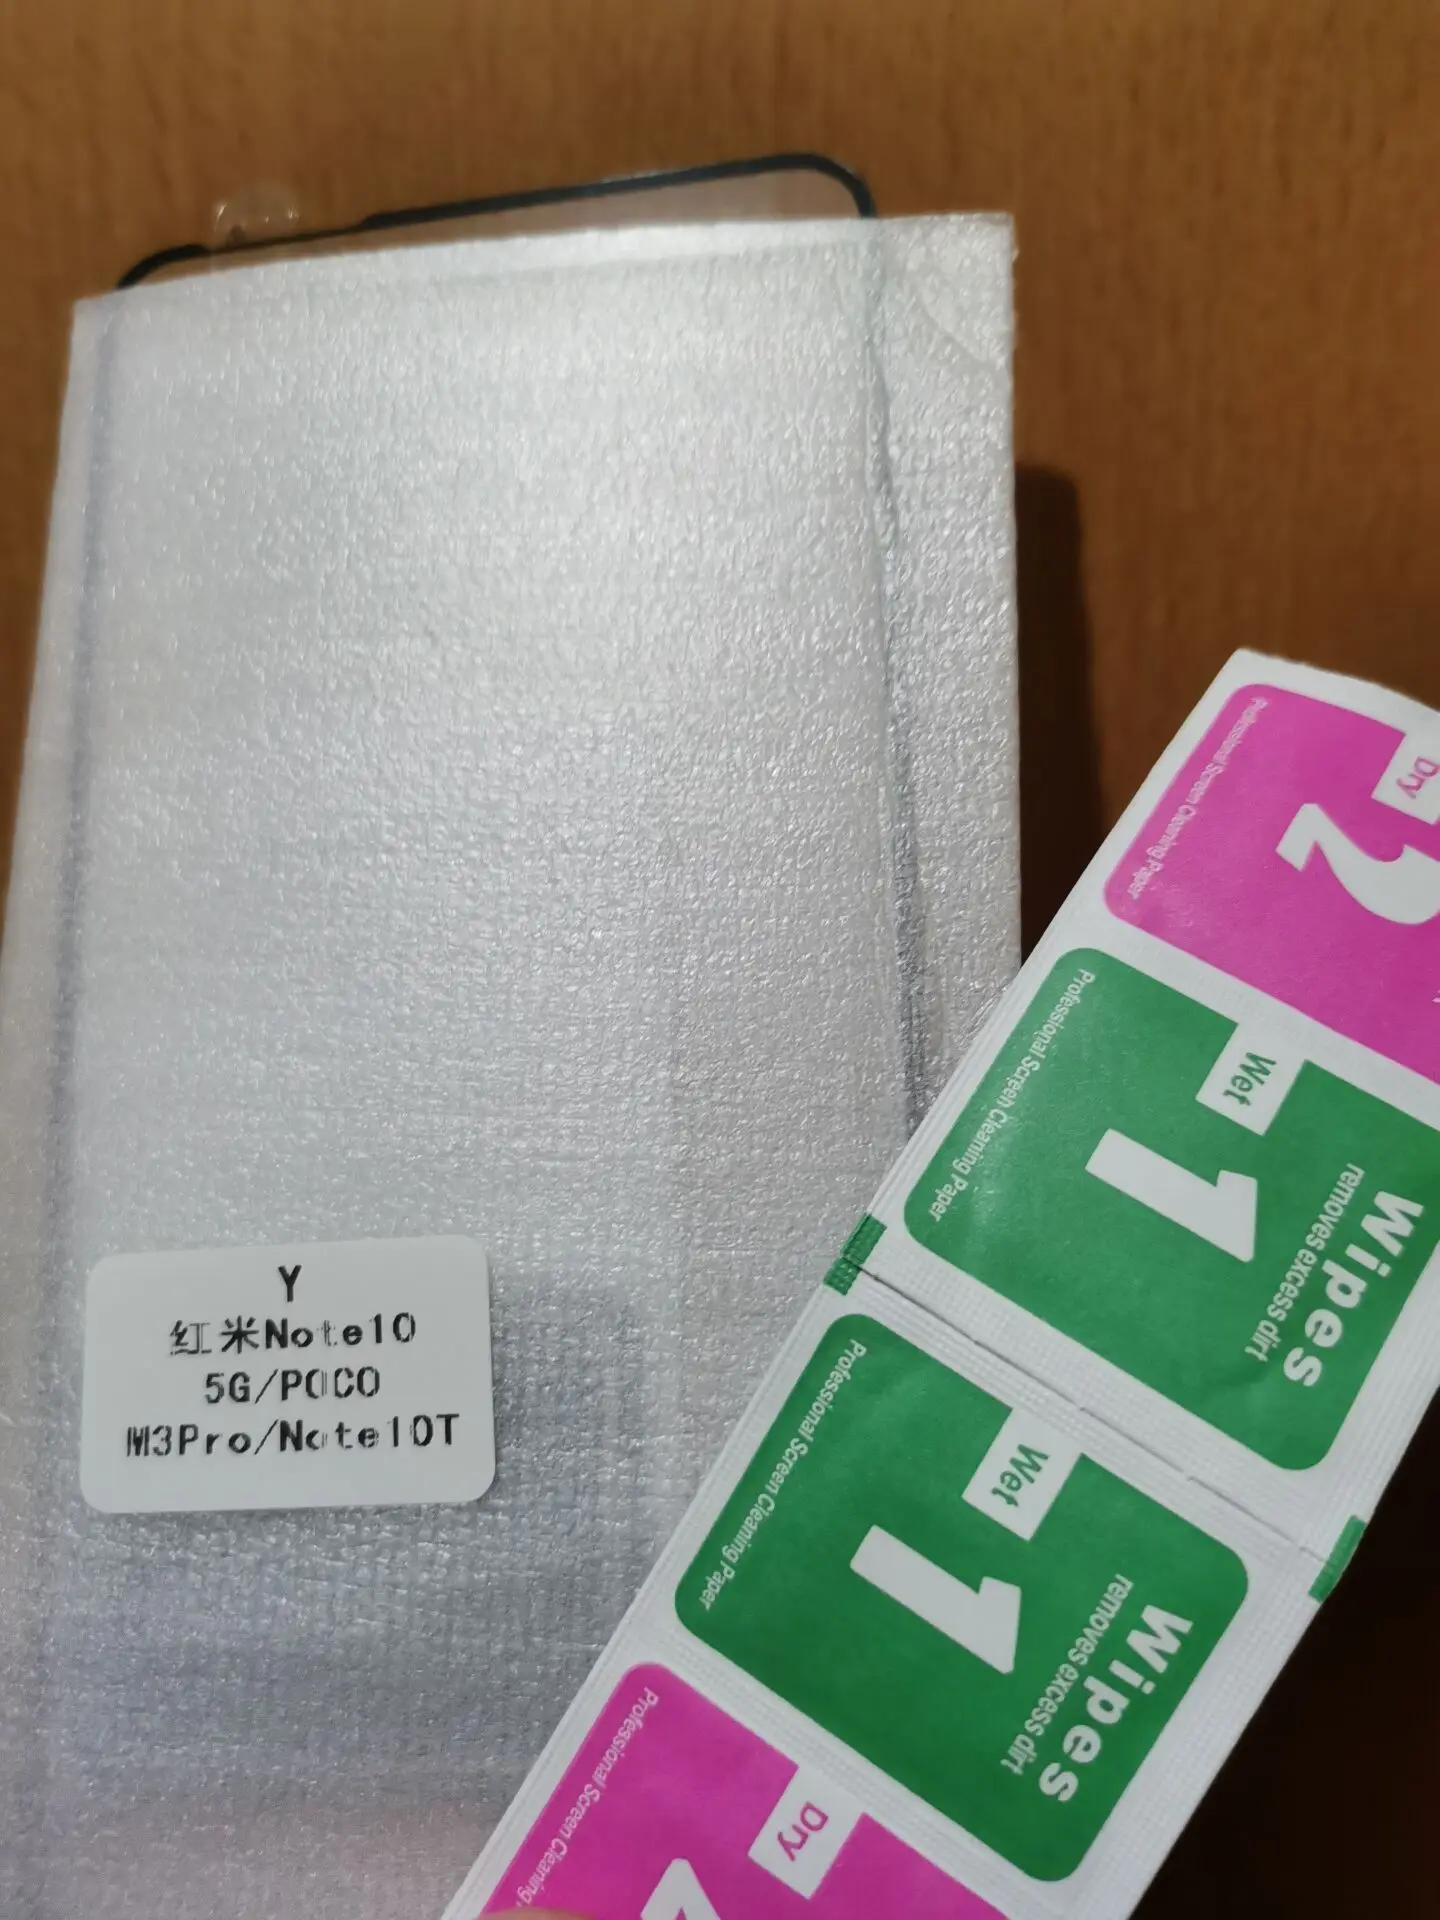 Y
红米Note10
5G/POCO
M3Pro/Note10T
Dry
2
Professional Screen Cleaning Paper
Wet
1
Wipes
removes excess dirt
Professional Screen Cleaning Paper
Wet
1
Wipes
removes excess dirt
Professional Screen Cleaning Paper
Dry
Professional Screen Cleaning